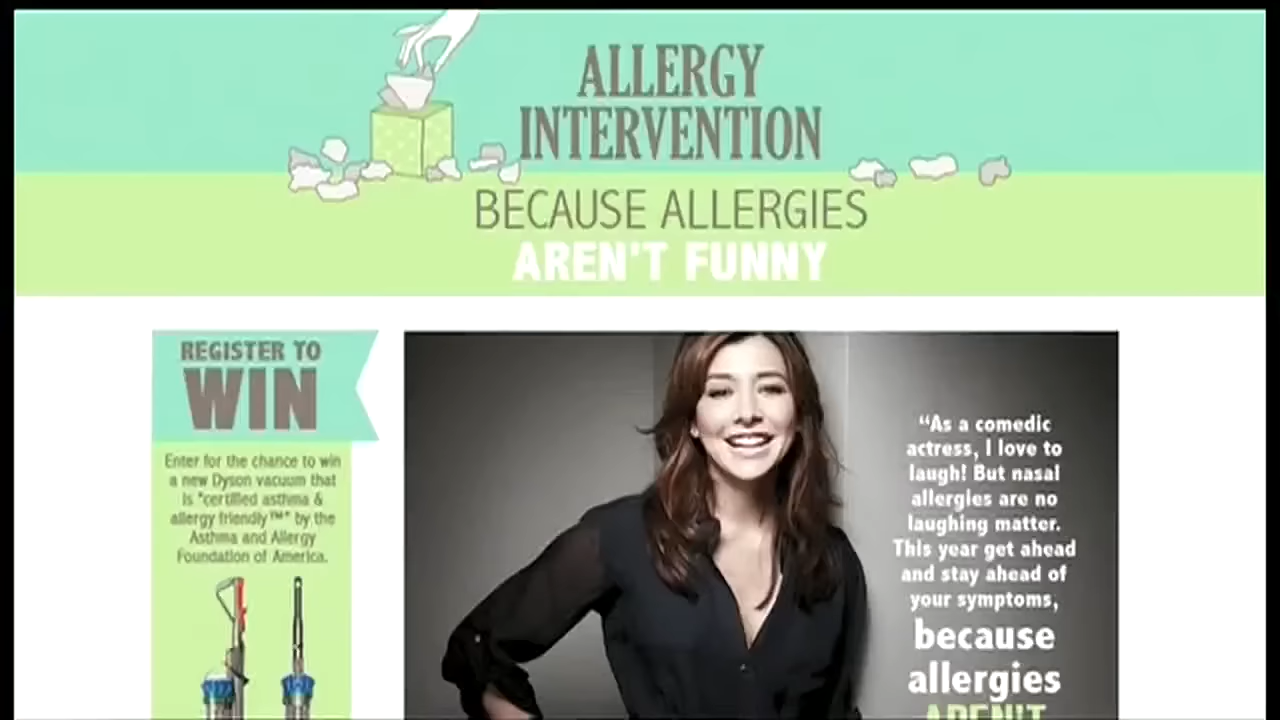 ALLERGY
INTERVENTION
BECAUSE ALLERGIES
AREN'T FUNNY
REGISTER TO
WIN
Enter for the chance to win
a new Dyson vacuum that
is "certified asthma &
allergy friendly™" by the
Asthma and Allergy
Foundation of America.
"As a comedic
actress, I love to
laugh! But nasal
allergies are no
laughing matter.
This year get ahead
and stay ahead of
your symptoms,
because
allergies
AREN'T